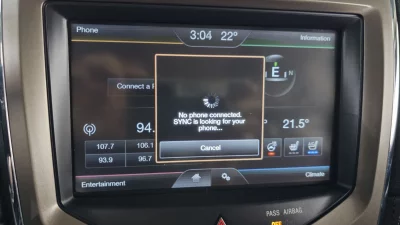 Phone
3:04 22°
Information
E N
Connect a
No phone connected.
SYNC is looking for your
phone...
94.
21.5°
107.7 106.1
93.9 96.7
Cancel
Entertainment
Climate
PASS AIRBAG
OFF